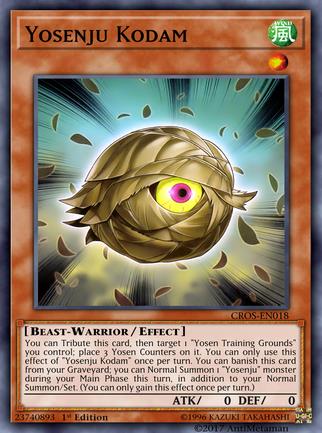 Yosenju Kodam
WIND
風
CROS-EN018
[Beast-Warrior / Effect]
You can Tribute this card, then target 1 "Yosen Training Grounds"
you control; place 3 Yosen Counters on it. You can only use this
effect of "Yosenju Kodam" once per turn. You can banish this card
from your Graveyard; you can Normal Summon 1 "Yosenju"
monster during your Main Phase this turn, in addition to your
Normal Summon/Set. (You can only gain this effect once per turn.)
ATK/ 0 DEF/ 0
23740893 1st Edition ©1996 KAZUKI TAKAHASHI
©2017 AntiMetaman